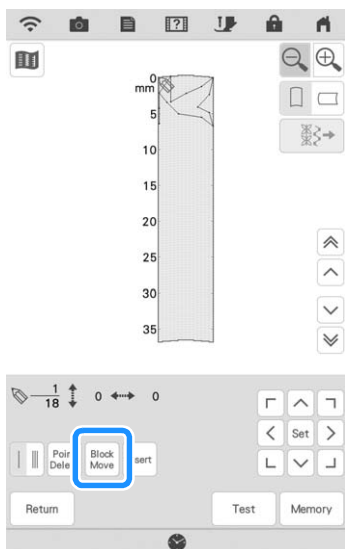 0
mm
5
10
15
20
25
30
35
1
18
0
0
Set
Poir
Dele
Block
Move
sert
Return
Test
Memory